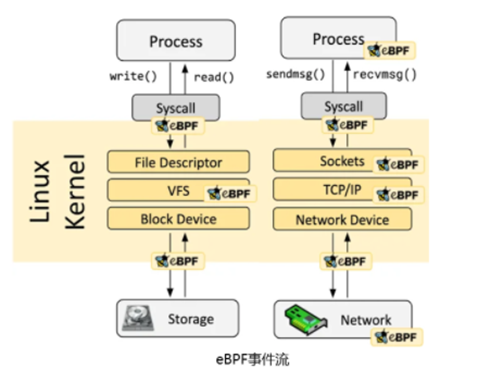 Process
Process
eBPF
write()
read()
sendmsg()
recvmsg()
Syscall
Syscall
eBPF
eBPF
Linux
Kernel
File Descriptor
Sockets
eBPF
VFS
eBPF
TCP/IP
eBPF
Block Device
Network Device
eBPF
eBPF
Storage
Network
eBPF
eBPF事件流